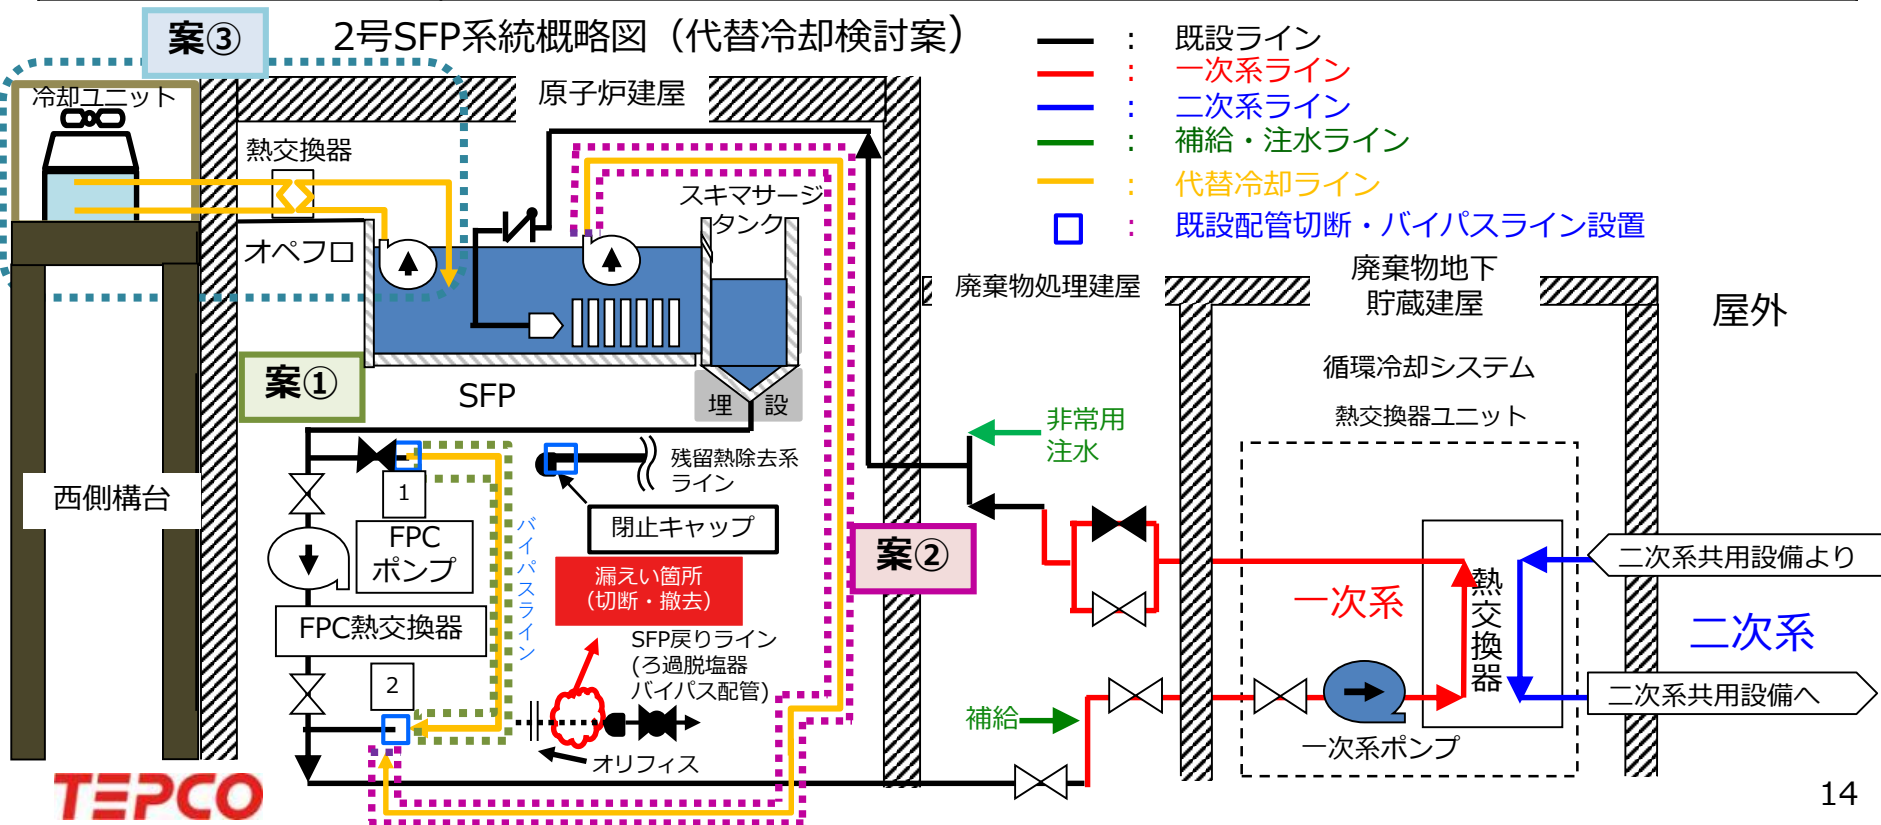 案③
2号SFP系統概略図（代替冷却検討案）
: 既設ライン
: 一次系ライン
: 二次系ライン
: 補給・注水ライン
: 代替冷却ライン
: 既設配管切断・バイパスライン設置
冷却ユニット
原子炉建屋
熱交換器
スキマサージ
タンク
オペフロ
廃棄物処理建屋
廃棄物地下
貯蔵建屋
屋外
案①
SFP
埋設
循環冷却システム
熱交換器ユニット
非常用
注水
残留熱除去系
ライン
西側構台
1
FPC
ポンプ
バイパスライン
閉止キャップ
案②
漏えい箇所
（切断・撤去）
FPC熱交換器
SFP戻りライン
(ろ過脱塩器
バイパス配管)
2
オリフィス
補給
一次系
熱交換器
一次系ポンプ
二次系共用設備より
二次系
二次系共用設備へ
TEPCO
14